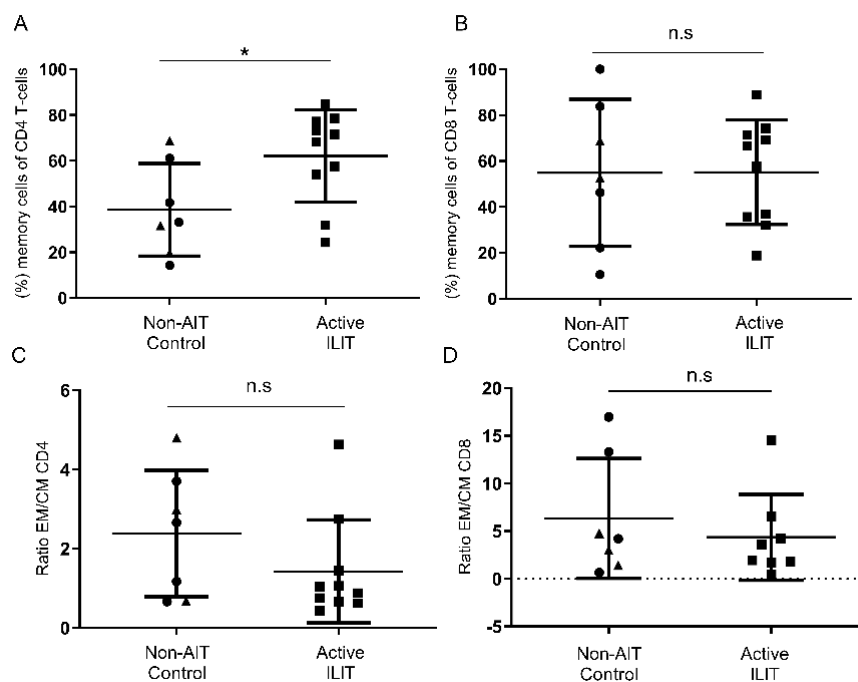 A
*
(%) memory cells of CD4 T-cells
100
80
60
40
20
0
Non-AIT
Control
Active
ILIT
B
n.s
(%) memory cells of CD8 T-cells
100
80
60
40
20
0
Non-AIT
Control
Active
ILIT
C
n.s
Ratio EM/CM CD4
6
4
2
0
Non-AIT
Control
Active
ILIT
D
n.s
Ratio EM/CM CD8
20
15
10
5
0
-5
Non-AIT
Control
Active
ILIT